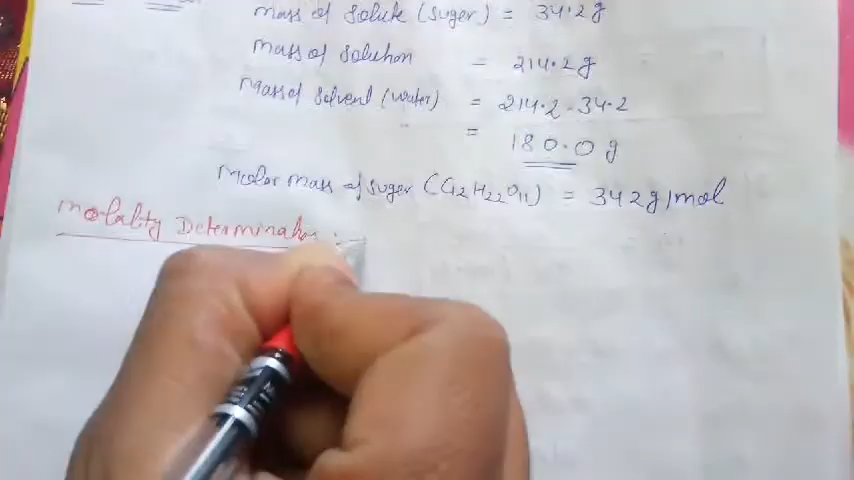 Mass of Solute (Suger) = 34.2 g
Mass of Solution = 214.2 g
Mass of Solvent (Water) = 214.2 - 34.2
= 180.0 g
Molar mass of Suger (C12H22O11) = 342 g/mol
Molality Determination :-